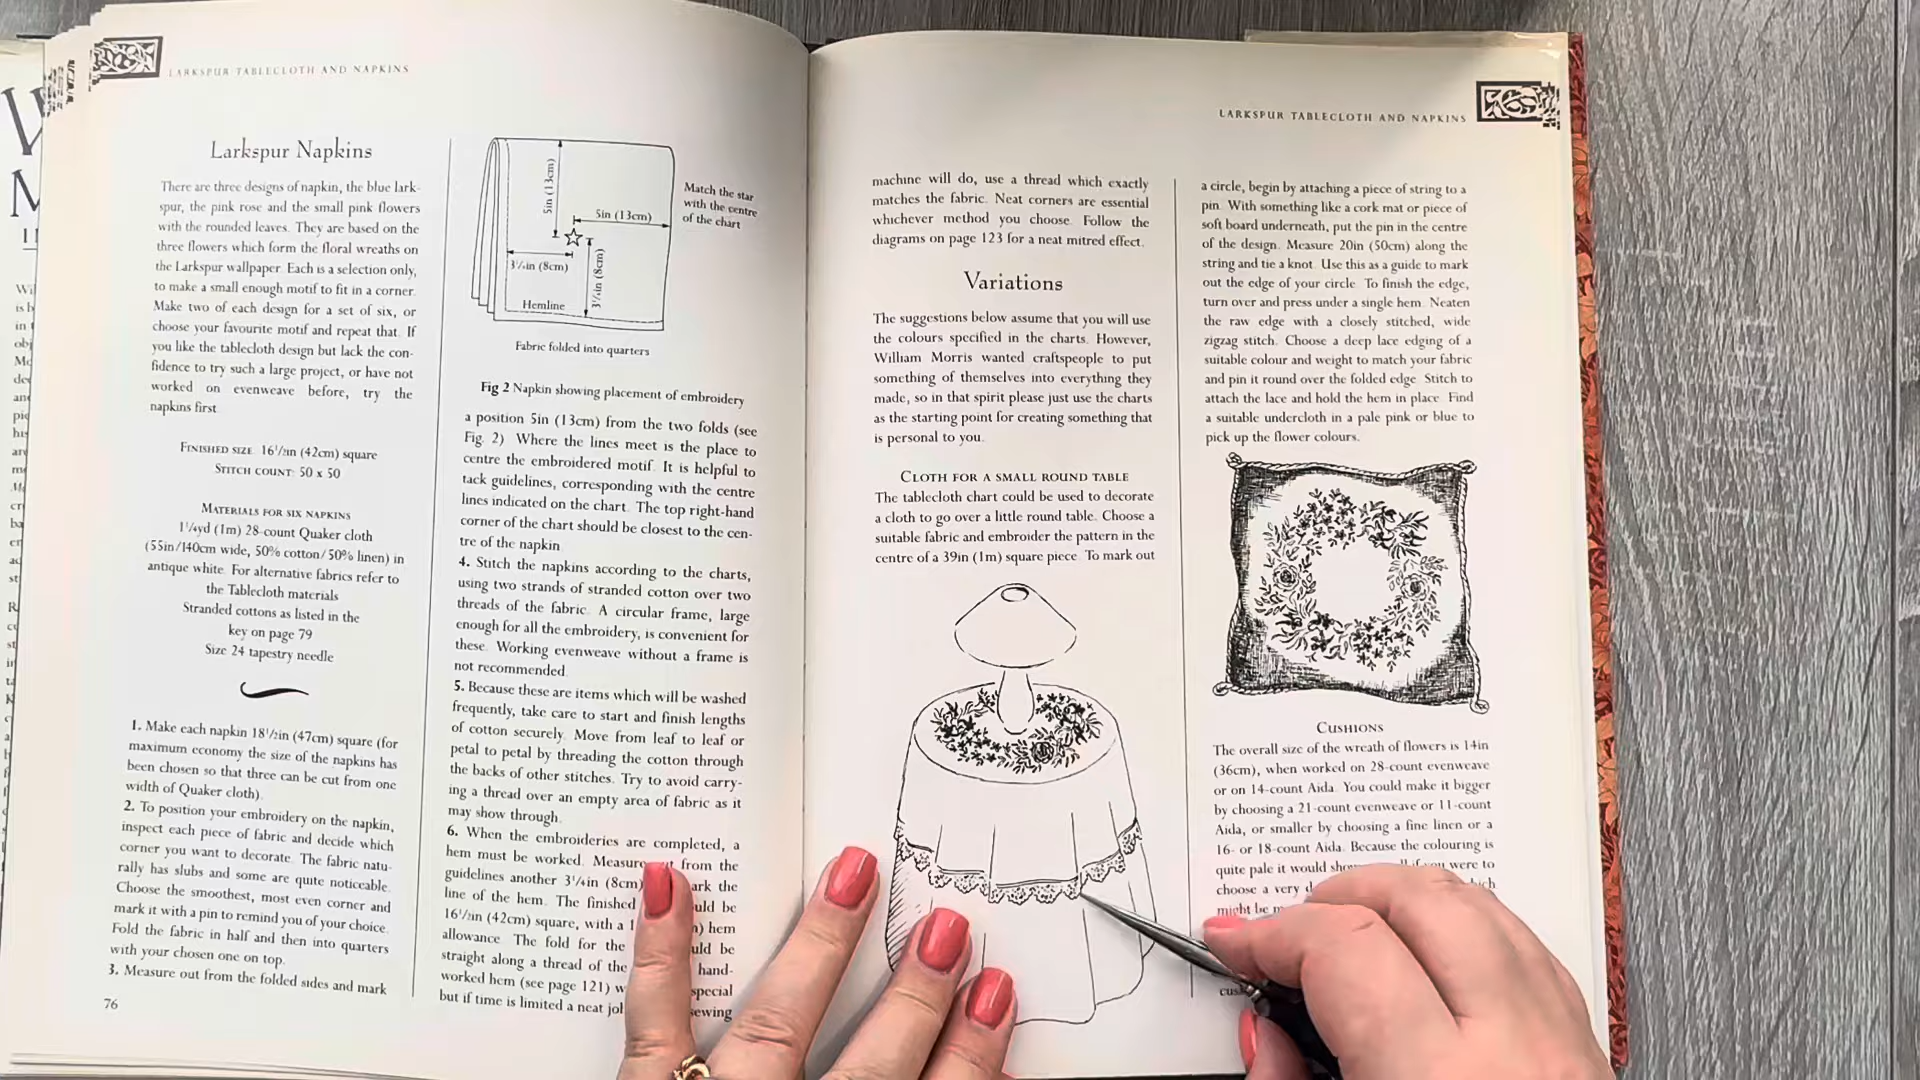 LARKSPUR TABLECLOTH AND NAPKINS
Larkspur Napkins
There are three designs of napkin, the blue lark-
spur, the pink rose and the small pink flowers
with the rounded leaves. They are based on the
three flowers which form the floral wreaths on
the Larkspur wallpaper. Each is a selection only,
to make a small enough motif to fit in a corner.
Make two of each design for a set of six, or
choose your favourite motif and repeat that. If
you like the tablecloth design but lack the con-
fidence to try such a large project, or have not
worked on evenweave before, try the
napkins first.
FINISHED SIZE 16½in (42cm) square
STITCH COUNT: 50 x 50
MATERIALS FOR SIX NAPKINS
1¼yd (1m) 28-count Quaker cloth
(55in/140cm wide, 50% cotton/50% linen) in
antique white. For alternative fabrics refer to
the Tablecloth materials
Stranded cottons as listed in the
key on page 79
Size 24 tapestry needle
1. Make each napkin 18½in (47cm) square (for
maximum economy the size of the napkins has
been chosen so that three can be cut from one
width of Quaker cloth).
2. To position your embroidery on the napkin,
inspect each piece of fabric and decide which
corner you want to decorate. The fabric natu-
rally has slubs and some are quite noticeable.
Choose the smoothest, most even corner and
mark it with a pin to remind you of your choice.
Fold the fabric in half and then into quarters
with your chosen one on top.
3. Measure out from the folded sides and mark
76
5in (13cm)
5in (13cm)
3¼in (8cm)
3¼in (8cm)
Hemline
Match the star
with the centre
of the chart
Fabric folded into quarters
Fig 2 Napkin showing placement of embroidery
a position 5in (13cm) from the two folds (see
Fig. 2) Where the lines meet is the place to
centre the embroidered motif. It is helpful to
tack guidelines, corresponding with the centre
lines indicated on the chart. The top right-hand
corner of the chart should be closest to the cen-
tre of the napkin.
4. Stitch the napkins according to the charts,
using two strands of stranded cotton over two
threads of the fabric. A circular frame, large
enough for all the embroidery, is convenient for
these. Working evenweave without a frame is
not recommended.
5. Because these are items which will be washed
frequently, take care to start and finish lengths
of cotton securely. Move from leaf to leaf or
petal to petal by threading the cotton through
the backs of other stitches. Try to avoid carry-
ing a thread over an empty area of fabric as it
may show through.
6. When the embroideries are completed, a
hem must be worked. Measure from the
guidelines another 3¼in (8cm) ark the
line of the hem. The finished uld be
16½in (42cm) square, with a 1 hem
allowance. The fold for the uld be
straight along a thread of the hand-
worked hem (see page 121) w special
but if time is limited a neat jo sewing
LARKSPUR TABLECLOTH AND NAPKINS
machine will do, use a thread which exactly
matches the fabric. Neat corners are essential
whichever method you choose. Follow the
diagrams on page 123 for a neat mitred effect.
Variations
The suggestions below assume that you will use
the colours specified in the charts. However,
William Morris wanted craftspeople to put
something of themselves into everything they
made, so in that spirit please just use the charts
as the starting point for creating something that
is personal to you.
CLOTH FOR A SMALL ROUND TABLE
The tablecloth chart could be used to decorate
a cloth to go over a little round table. Choose a
suitable fabric and embroider the pattern in the
centre of a 39in (1m) square piece. To mark out
a circle, begin by attaching a piece of string to a
pin. With something like a cork mat or piece of
soft board underneath, put the pin in the centre
of the design. Measure 20in (50cm) along the
string and tie a knot. Use this as a guide to mark
out the edge of your circle. To finish the edge,
turn over and press under a single hem. Neaten
the raw edge with a closely stitched, wide
zigzag stitch. Choose a deep lace edging of a
suitable colour and weight to match your fabric
and pin it round over the folded edge. Stitch to
attach the lace and hold the hem in place. Find
a suitable undercloth in a pale pink or blue to
pick up the flower colours.
CUSHIONS
The overall size of the wreath of flowers is 14in
(36cm), when worked on 28-count evenweave
or on 14-count Aida. You could make it bigger
by choosing a 21-count evenweave or 11-count
Aida, or smaller by choosing a fine linen or a
16- or 18-count Aida. Because the colouring is
quite pale it would if you were to
choose a very
might be